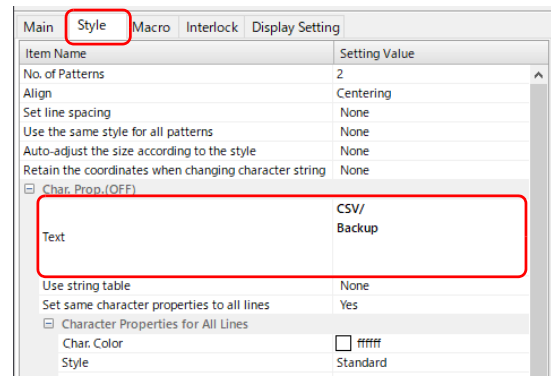 Main Style Macro Interlock Display Setting
Item Name Setting Value
No. of Patterns 2
Align Centering
Set line spacing None
Use the same style for all patterns None
Auto-adjust the size according to the style None
Retain the coordinates when changing character string None
Char. Prop.(OFF)
CSV/
Text Backup
Use string table None
Set same character properties to all lines Yes
Character Properties for All Lines
Char. Color ffffff
Style Standard